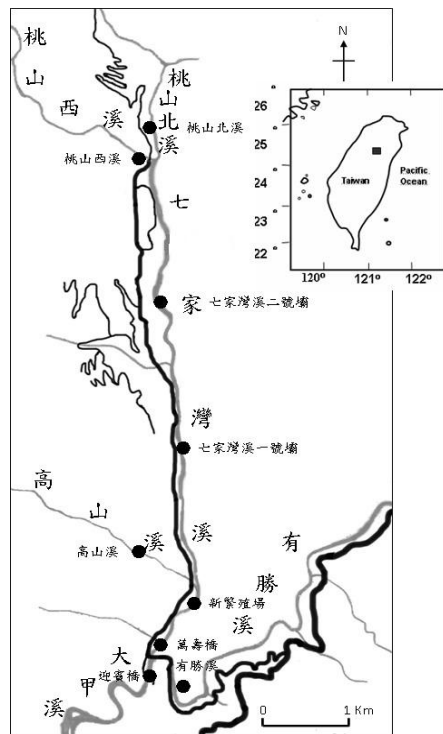 桃山西溪
桃山北溪
N
桃山北溪
桃山西溪
26
25
24
23
22
Taiwan
Pacific
Ocean
120º
121º
122º
七家灣溪
七家灣溪二號壩
七家灣溪一號壩
高山溪
高山溪
有勝溪
新繁殖場
萬壽橋
有勝溪
迎賓橋
大甲溪
0
1 Km